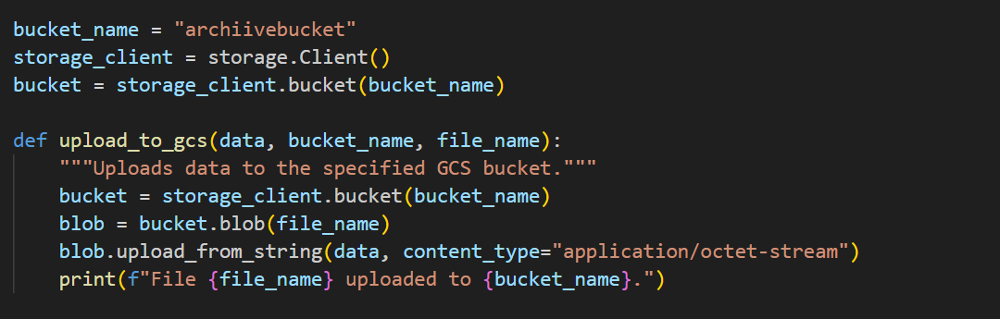 bucket_name = "archiivebucket"
storage_client = storage.Client()
bucket = storage_client.bucket(bucket_name)

def upload_to_gcs(data, bucket_name, file_name):
    """Uploads data to the specified GCS bucket."""
    bucket = storage_client.bucket(bucket_name)
    blob = bucket.blob(file_name)
    blob.upload_from_string(data, content_type="application/octet-stream")
    print(f"File {file_name} uploaded to {bucket_name}.")